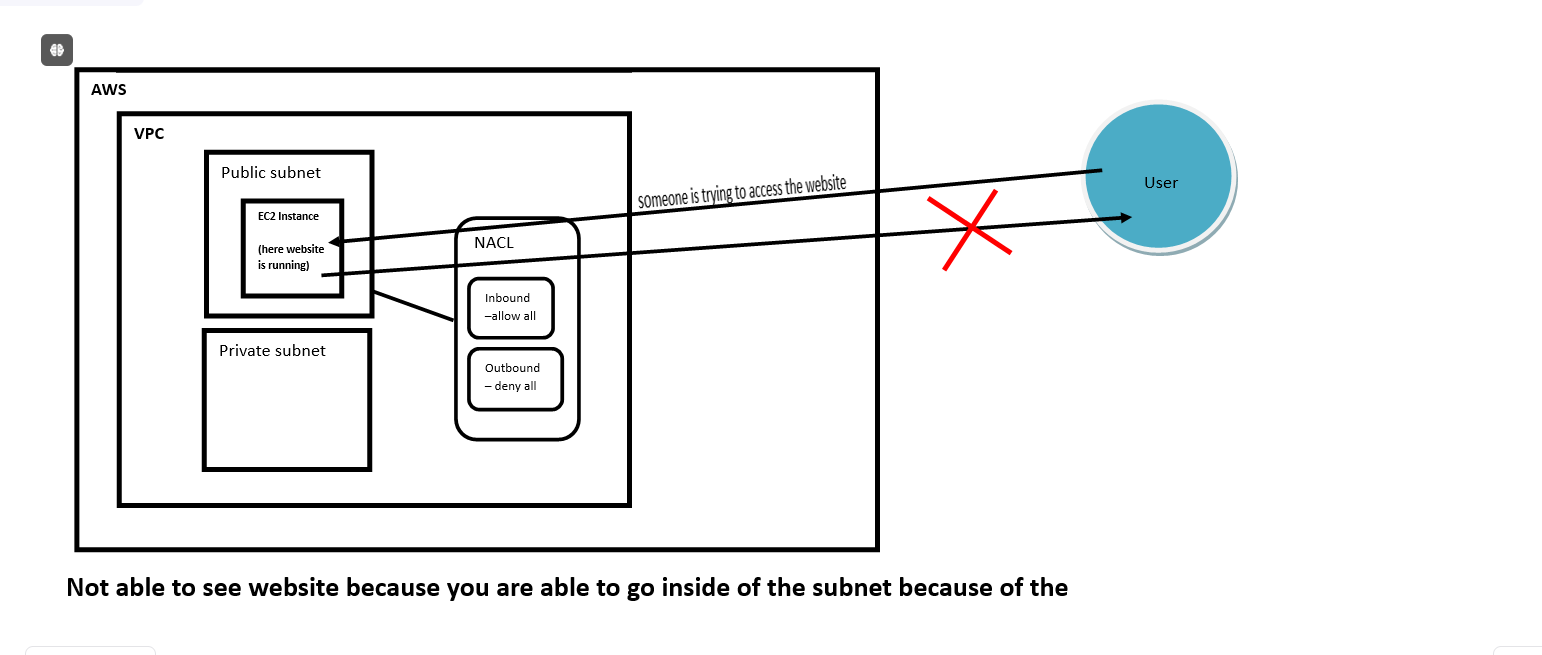 AWS
VPC
Public subnet
EC2 Instance
(here website
is running)
Private subnet
NACL
Inbound
–allow all
Outbound
– deny all
someone is trying to access the website
User
Not able to see website because you are able to go inside of the subnet because of the